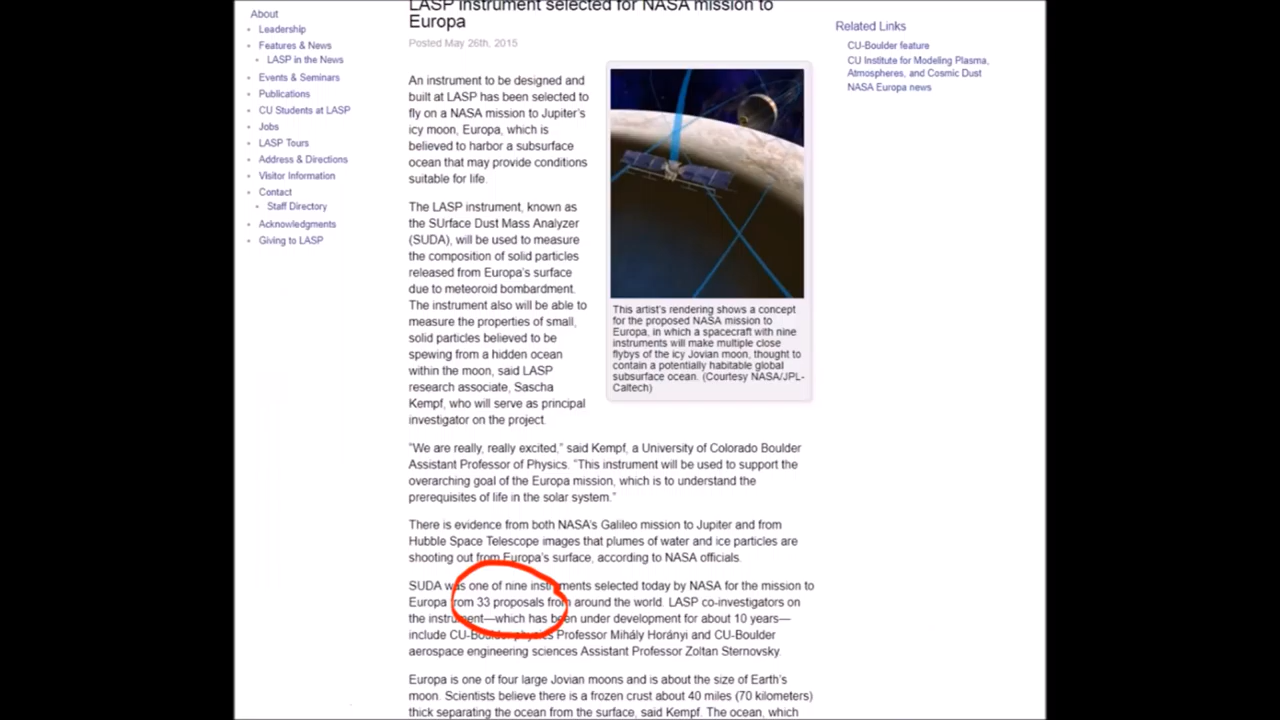 About
Leadership
Features & News
LASP in the News
Events & Seminars
Publications
CU Students at LASP
Jobs
LASP Tours
Address & Directions
Visitor Information
Contact
Staff Directory
Acknowledgments
Giving to LASP
LASP instrument selected for NASA mission to
Europa
Posted May 26th, 2015
An instrument to be designed and
built at LASP has been selected to
fly on a NASA mission to Jupiter's
icy moon, Europa, which is
believed to harbor a subsurface
ocean that may provide conditions
suitable for life.
The LASP instrument, known as
the SUrface Dust Mass Analyzer
(SUDA), will be used to measure
the composition of solid particles
released from Europa's surface
due to meteoroid bombardment.
The instrument also will be able to
measure the properties of small,
solid particles believed to be
spewing from a hidden ocean
within the moon, said LASP
research associate, Sascha
Kempf, who will serve as principal
investigator on the project.
This artist's rendering shows a concept
for the proposed NASA mission to
Europa, in which a spacecraft with nine
instruments will make multiple close
flybys of the icy Jovian moon, thought to
contain a potentially habitable global
subsurface ocean. (Courtesy NASA/JPL-
Caltech)
"We are really, really excited," said Kempf, a University of Colorado Boulder
Assistant Professor of Physics. "This instrument will be used to support the
overarching goal of the Europa mission, which is to understand the
prerequisites of life in the solar system."
There is evidence from both NASA's Galileo mission to Jupiter and from
Hubble Space Telescope images that plumes of water and ice particles are
shooting out from Europa's surface, according to NASA officials.
SUDA was one of nine instruments selected today by NASA for the mission to
Europa from 33 proposals from around the world. LASP co-investigators on
the instrument—which has been under development for about 10 years—
include CU-Boulder physics Professor Mihály Horányi and CU-Boulder
aerospace engineering sciences Assistant Professor Zoltan Sternovsky.
Europa is one of four large Jovian moons and is about the size of Earth's
moon. Scientists believe there is a frozen crust about 40 miles (70 kilometers)
thick separating the ocean from the surface, said Kempf. The ocean, which
Related Links
CU-Boulder feature
CU Institute for Modeling Plasma,
Atmospheres, and Cosmic Dust
NASA Europa news